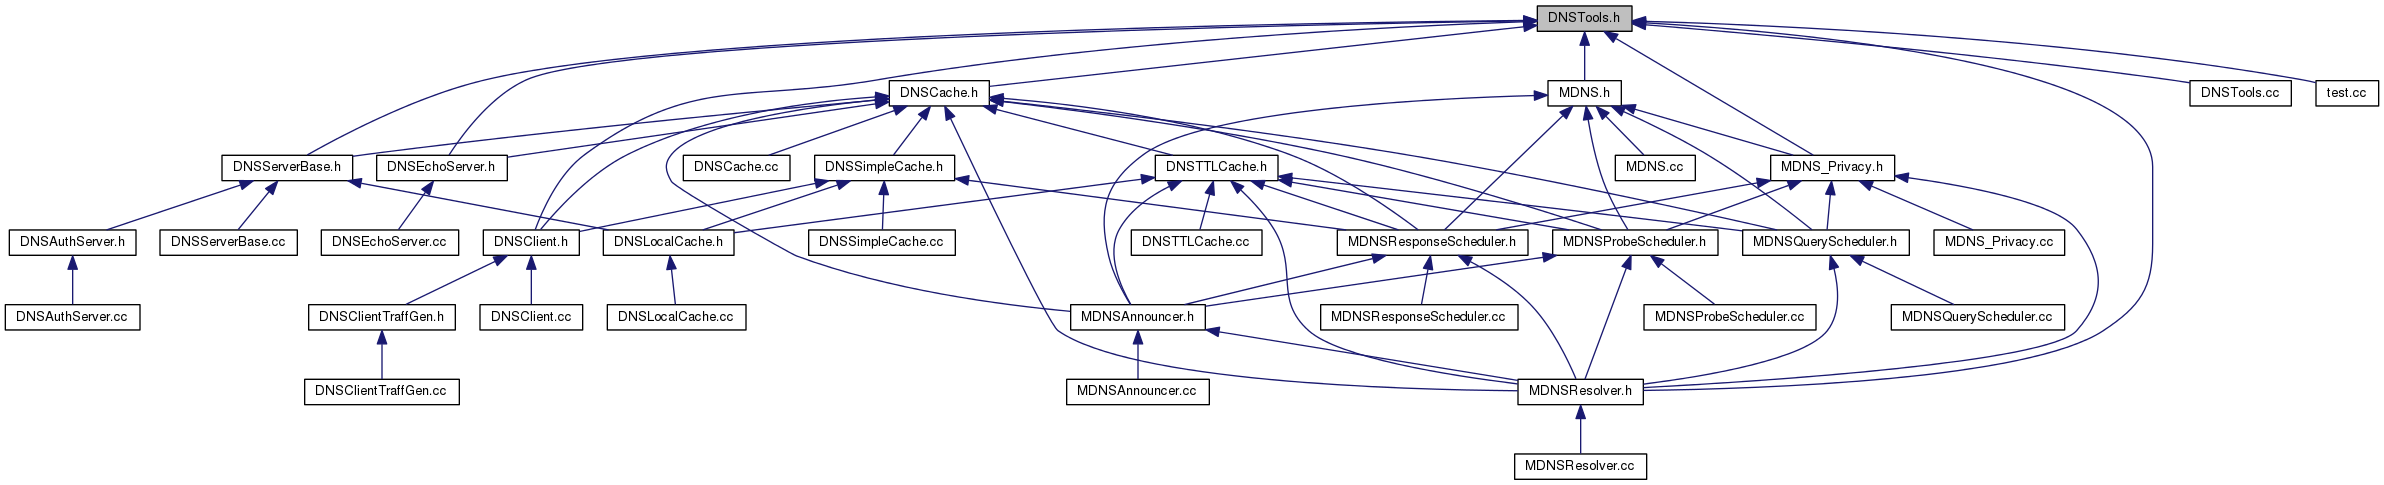 DNSTools.h
DNSCache.h
MDNS.h
DNSTools.cc
test.cc
DNSServerBase.h
DNSEchoServer.h
DNSCache.cc
DNSSimpleCache.h
DNSTTLCache.h
MDNS.cc
MDNS_Privacy.h
DNSAuthServer.h
DNSServerBase.cc
DNSEchoServer.cc
DNSClient.h
DNSLocalCache.h
DNSSimpleCache.cc
DNSTTLCache.cc
MDNSResponseScheduler.h
MDNSProbeScheduler.h
MDNSQueryScheduler.h
MDNS_Privacy.cc
DNSAuthServer.cc
DNSClientTraffGen.h
DNSClient.cc
DNSLocalCache.cc
MDNSAnnouncer.h
MDNSResponseScheduler.cc
MDNSProbeScheduler.cc
MDNSQueryScheduler.cc
DNSClientTraffGen.cc
MDNSAnnouncer.cc
MDNSResolver.h
MDNSResolver.cc